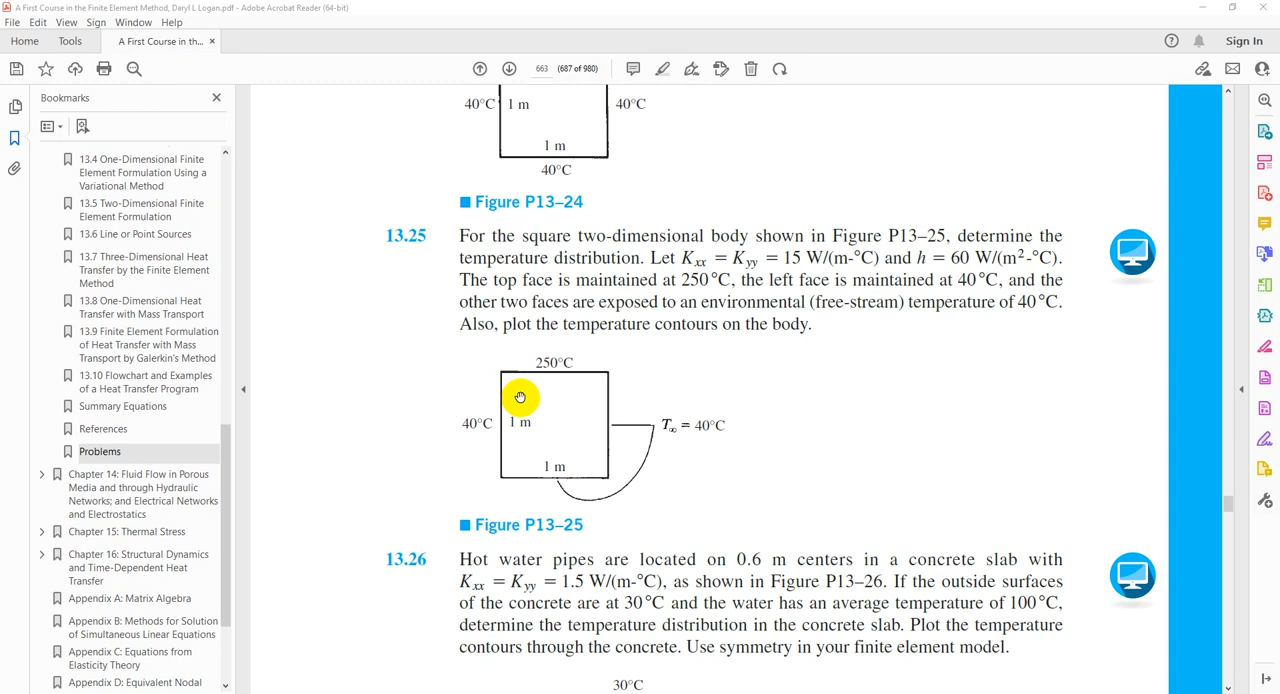 A First Course in the Finite Element Method, Daryl L Logan.pdf - Adobe Acrobat Reader (64-bit)
File Edit View Sign Window Help
Home Tools A First Course in th... × Sign In
663 (687 of 980)
Bookmarks
13.4 One-Dimensional Finite
Element Formulation Using a
Variational Method
13.5 Two-Dimensional Finite
Element Formulation
13.6 Line or Point Sources
13.7 Three-Dimensional Heat
Transfer by the Finite Element
Method
13.8 One-Dimensional Heat
Transfer with Mass Transport
13.9 Finite Element Formulation
of Heat Transfer with Mass
Transport by Galerkin's Method
13.10 Flowchart and Examples
of a Heat Transfer Program
Summary Equations
References
Problems
Chapter 14: Fluid Flow in Porous
Media and through Hydraulic
Networks; and Electrical Networks
and Electrostatics
Chapter 15: Thermal Stress
Chapter 16: Structural Dynamics
and Time-Dependent Heat
Transfer
Appendix A: Matrix Algebra
Appendix B: Methods for Solution
of Simultaneous Linear Equations
Appendix C: Equations from
Elasticity Theory
Appendix D: Equivalent Nodal
40°C 1 m 40°C
1 m
40°C
■ Figure P13–24
13.25 For the square two-dimensional body shown in Figure P13–25, determine the
temperature distribution. Let Kxx = Kyy = 15 W/(m-°C) and h = 60 W/(m²-°C).
The top face is maintained at 250°C, the left face is maintained at 40°C, and the
other two faces are exposed to an environmental (free-stream) temperature of 40°C.
Also, plot the temperature contours on the body.
250°C
40°C 1 m T∞ = 40°C
1 m
■ Figure P13–25
13.26 Hot water pipes are located on 0.6 m centers in a concrete slab with
Kxx = Kyy = 1.5 W/(m-°C), as shown in Figure P13–26. If the outside surfaces
of the concrete are at 30°C and the water has an average temperature of 100°C,
determine the temperature distribution in the concrete slab. Plot the temperature
contours through the concrete. Use symmetry in your finite element model.
30°C